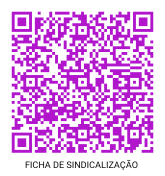 FICHA DE SINDICALIZAÇÃO